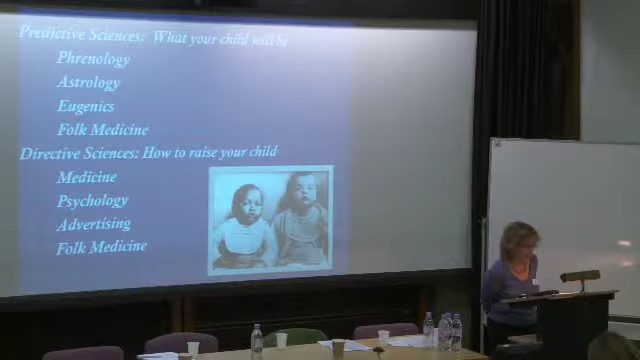 Predictive Sciences: What your child will be
Phrenology
Astrology
Eugenics
Folk Medicine
Directive Sciences: How to raise your child
Medicine
Psychology
Advertising
Folk Medicine